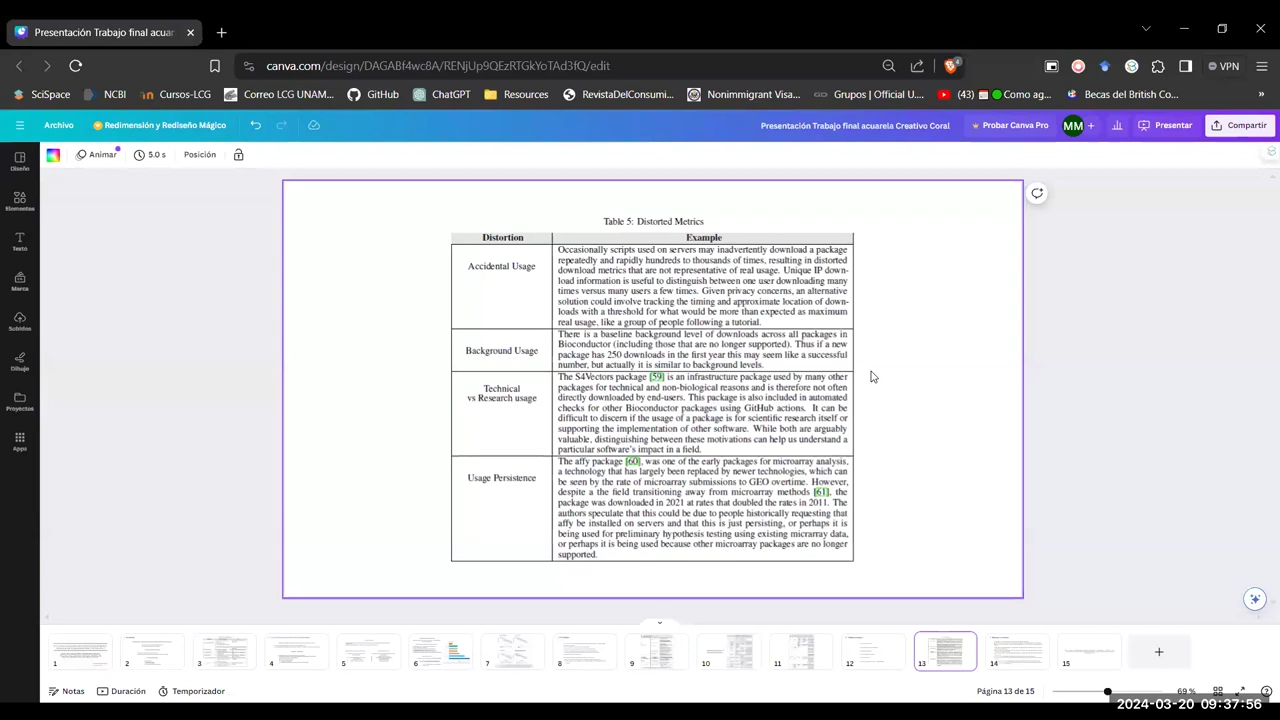 Presentación Trabajo final acuar
canva.com/design/DAGABf4wc8A/RENjUp9QEzRTGkYoTAd3fQ/edit
4
VPN
SciSpace
NCBI
Cursos-LCG
Correo LCG UNAM...
GitHub
ChatGPT
Resources
RevistaDelConsumi...
Nonimmigrant Visa...
Grupos | Official U...
(43) Como ag...
Becas del British Co...
Archivo
Redimensión y Rediseño Mágico
Presentación Trabajo final acuarela Creativo Coral
Probar Canva Pro
MM
Presentar
Compartir
Animar
5.0 s
Posición
Diseño
Elementos
Texto
Marca
Subidos
Dibujo
Proyectos
Apps
Table 5: Distorted Metrics
Distortion
Example
Accidental Usage
Occasionally scripts used on servers may inadvertently download a package
repeatedly and rapidly hundreds to thousands of times, resulting in distorted
download metrics that are not representative of real usage. Unique IP down-
load information is useful to distinguish between one user downloading many
times versus many users a few times. Given privacy concerns, an alternative
solution could involve tracking the timing and approximate location of down-
loads with a threshold for what would be more than expected as maximum
real usage, like a group of people following a tutorial.
Background Usage
There is a baseline background level of downloads across all packages in
Bioconductor (including those that are no longer supported). Thus if a new
package has 250 downloads in the first year this may seem like a successful
number, but actually it is similar to background levels.
Technical
vs Research usage
The S4Vectors package [59] is an infrastructure package used by many other
packages for technical and non-biological reasons and is therefore not often
directly downloaded by end-users. This package is also included in automated
checks for other Bioconductor packages using GitHub actions. It can be
difficult to discern if the usage of a package is for scientific research itself or
supporting the implementation of other software. While both are arguably
valuable, distinguishing between these motivations can help us understand a
particular software's impact in a field.
Usage Persistence
The affy package [60], was one of the early packages for microarray analysis,
a technology that has largely been replaced by newer technologies, which can
be seen by the rate of microarray submissions to GEO overtime. However,
despite a the field transitioning away from microarray methods [61], the
package was downloaded in 2021 at rates that doubled the rates in 2011. The
authors speculate that this could be due to people historically requesting that
affy be installed on servers and that this is just persisting, or perhaps it is
being used for preliminary hypothesis testing using existing micrarray data,
or perhaps it is being used because other microarray packages are no longer
supported.
1
2
3
4
5
6
7
8
9
10
11
12
13
14
15
Notas
Duración
Temporizador
Página 13 de 15
69 %
2024-03-20 09:37:56